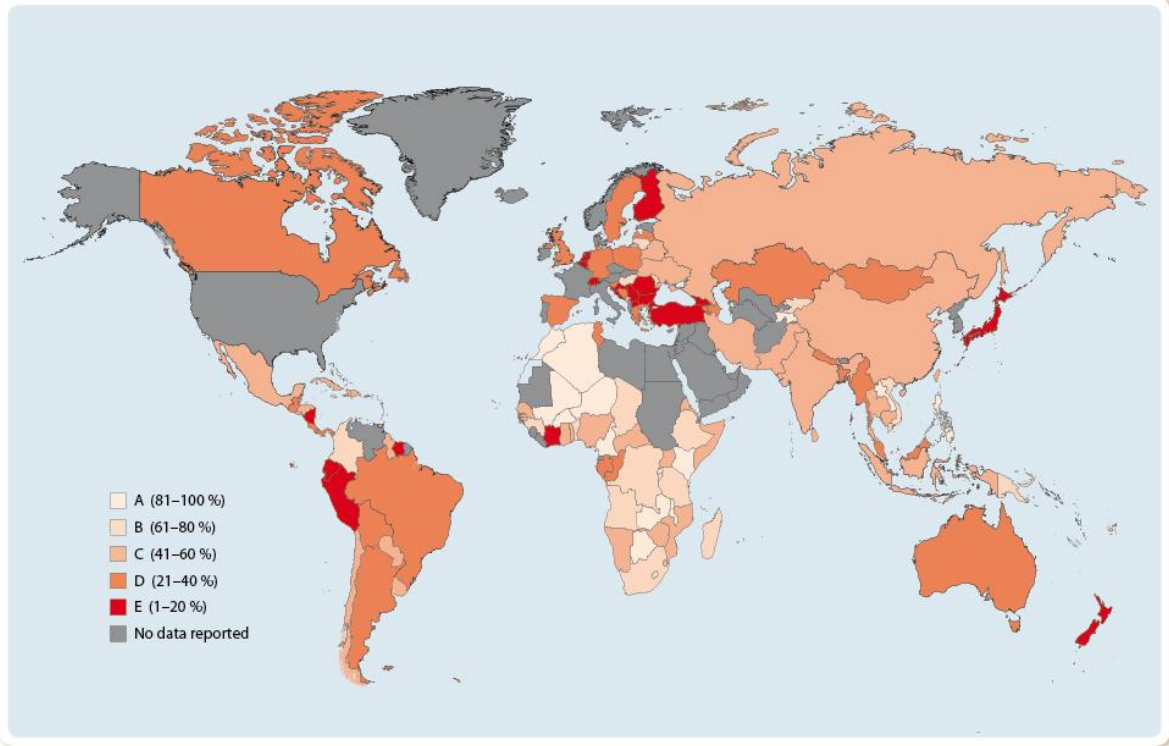 A (81–100 %)
B (61–80 %)
C (41–60 %)
D (21–40 %)
E (1–20 %)
No data reported